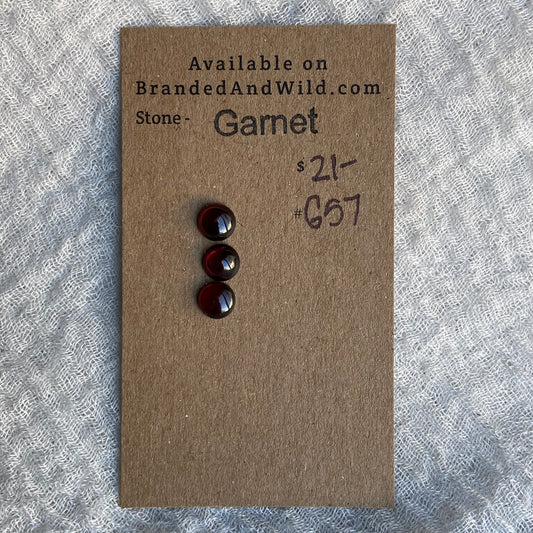 Available on
BrandedAndWild.com
Stone - Garnet
$ 21-
#G57